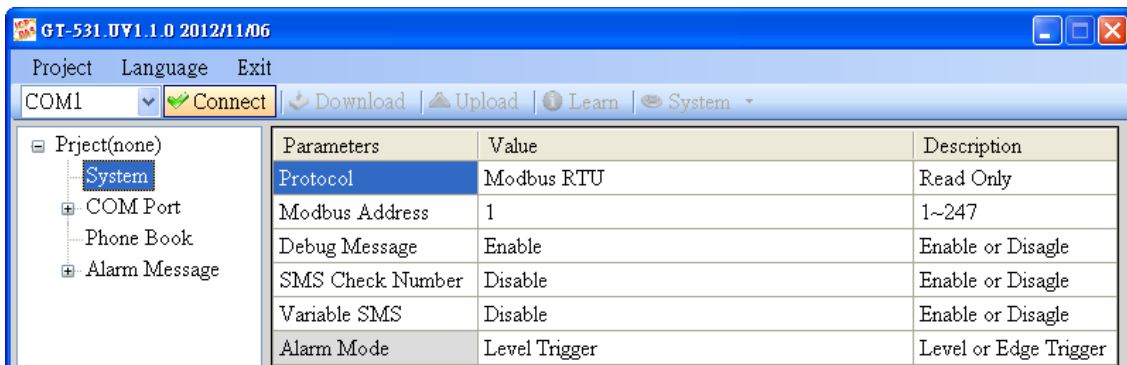 GT-531.UV1.1.0 2012/11/06
Project Language Exit
COM1 Connect Download Upload Learn System
Prject(none)
System
COM Port
Phone Book
Alarm Message
Parameters Value Description
Protocol Modbus RTU Read Only
Modbus Address 1 1~247
Debug Message Enable Enable or Disagle
SMS Check Number Disable Enable or Disagle
Variable SMS Disable Enable or Disagle
Alarm Mode Level Trigger Level or Edge Trigger